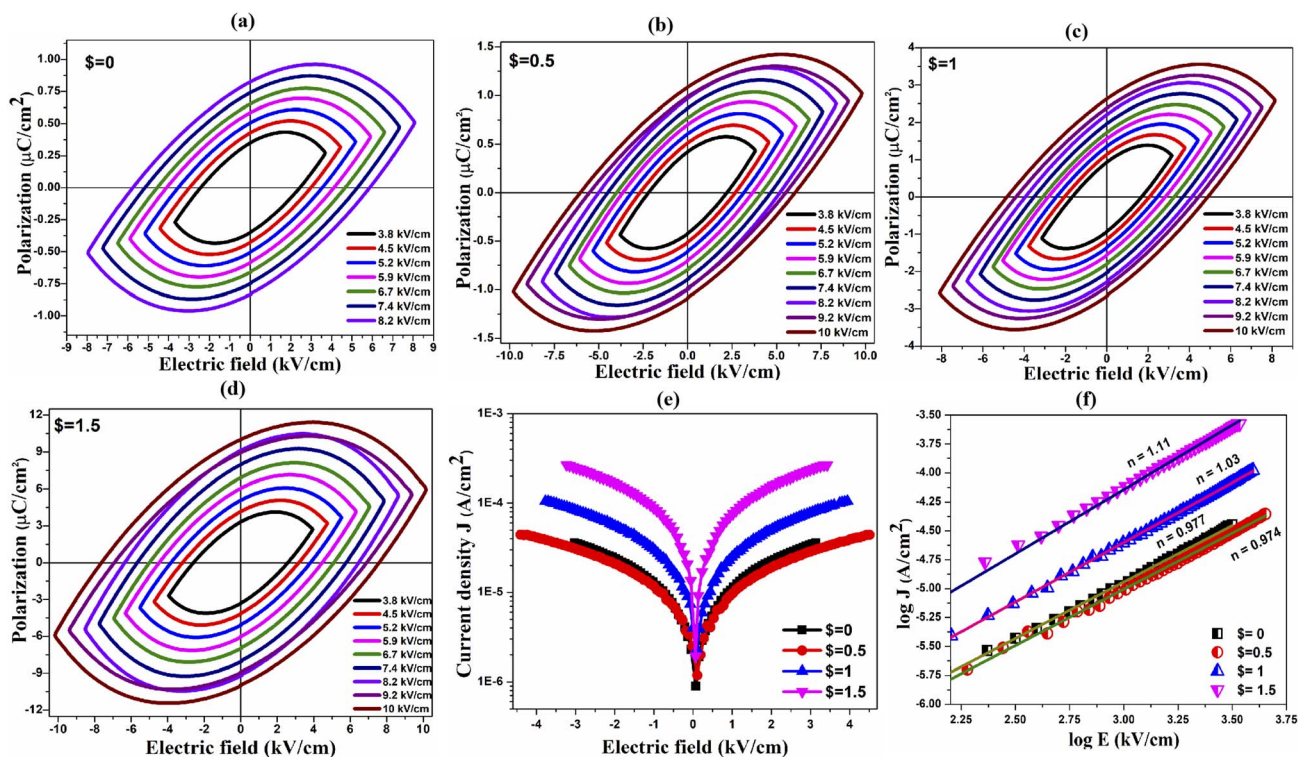 (a)
$=0
Polarization (μC/cm²)
1.00
0.75
0.50
0.25
0.00
-0.25
-0.50
-0.75
-1.00
3.8 kV/cm
4.5 kV/cm
5.2 kV/cm
5.9 kV/cm
6.7 kV/cm
7.4 kV/cm
8.2 kV/cm
-9 -8 -7 -6 -5 -4 -3 -2 -1 0 1 2 3 4 5 6 7 8 9
Electric field (kV/cm)
(b)
$=0.5
Polarization (μC/cm²)
1.5
1.0
0.5
0.0
-0.5
-1.0
-1.5
3.8 kV/cm
4.5 kV/cm
5.2 kV/cm
5.9 kV/cm
6.7 kV/cm
7.4 kV/cm
8.2 kV/cm
9.2 kV/cm
10 kV/cm
-10.0 -7.5 -5.0 -2.5 0.0 2.5 5.0 7.5 10.0
Electric field (kV/cm)
(c)
$=1
Polarization (μC/cm²)
4
3
2
1
0
-1
-2
-3
-4
3.8 kV/cm
4.5 kV/cm
5.2 kV/cm
5.9 kV/cm
6.7 kV/cm
7.4 kV/cm
8.2 kV/cm
9.2 kV/cm
10 kV/cm
-8 -6 -4 -2 0 2 4 6 8
Electric field (kV/cm)
(d)
$=1.5
Polarization (μC/cm²)
12
9
6
3
0
-3
-6
-9
-12
3.8 kV/cm
4.5 kV/cm
5.2 kV/cm
5.9 kV/cm
6.7 kV/cm
7.4 kV/cm
8.2 kV/cm
9.2 kV/cm
10 kV/cm
-10 -8 -6 -4 -2 0 2 4 6 8 10
Electric field (kV/cm)
(e)
Current density J (A/cm²)
1E-3
1E-4
1E-5
1E-6
$=0
$=0.5
$=1
$=1.5
-4 -3 -2 -1 0 1 2 3 4
Electric field (kV/cm)
(f)
log J (A/cm²)
-3.50
-3.75
-4.00
-4.25
-4.50
-4.75
-5.00
-5.25
-5.50
-5.75
-6.00
n = 1.11
n = 1.03
n = 0.977
n = 0.974
$= 0
$=0.5
$= 1
$= 1.5
2.25 2.50 2.75 3.00 3.25 3.50 3.75
log E (kV/cm)